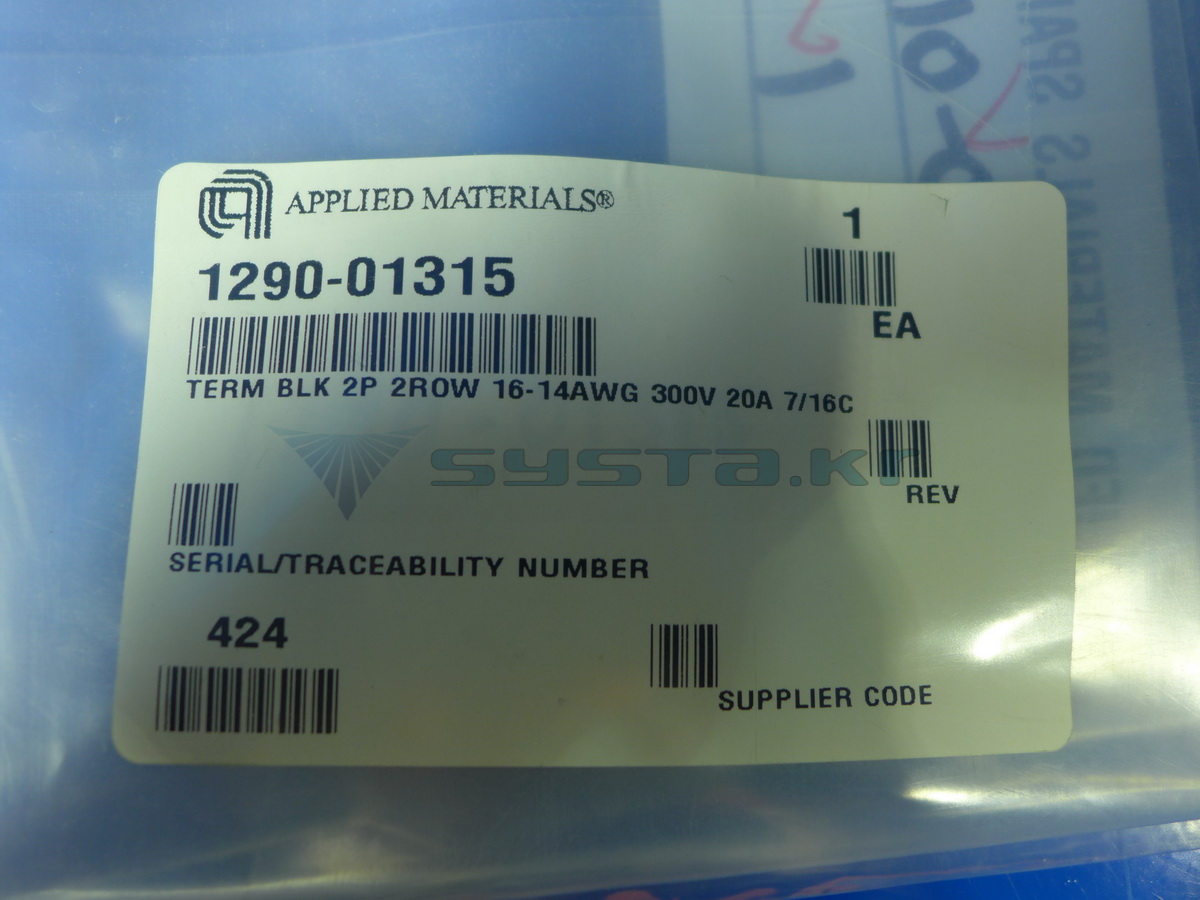 APPLIED MATERIALS®
1
1290-01315
EA
TERM BLK 2P 2ROW 16-14AWG 300V 20A 7/16C
systa.kr
REV
SERIAL/TRACEABILITY NUMBER
424
SUPPLIER CODE